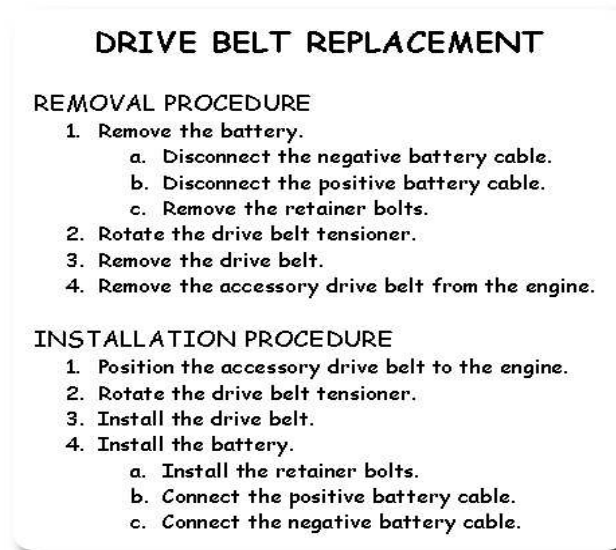 DRIVE BELT REPLACEMENT
REMOVAL PROCEDURE
1. Remove the battery.
a. Disconnect the negative battery cable.
b. Disconnect the positive battery cable.
c. Remove the retainer bolts.
2. Rotate the drive belt tensioner.
3. Remove the drive belt.
4. Remove the accessory drive belt from the engine.
INSTALLATION PROCEDURE
1. Position the accessory drive belt to the engine.
2. Rotate the drive belt tensioner.
3. Install the drive belt.
4. Install the battery.
a. Install the retainer bolts.
b. Connect the positive battery cable.
c. Connect the negative battery cable.